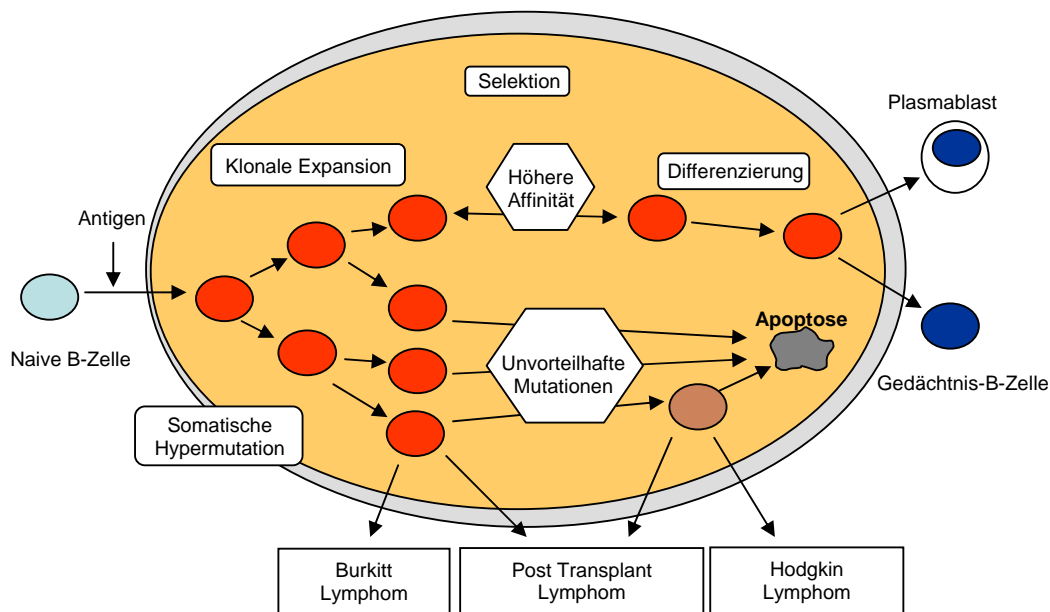 Selektion
Plasmablast
Klonale Expansion
Höhere
Affinität
Differenzierung
Antigen
Naive B-Zelle
Apoptose
Unvorteilhafte
Mutationen
Gedächtnis-B-Zelle
Somatische
Hypermutation
Burkitt
Lymphom
Post Transplant
Lymphom
Hodgkin
Lymphom